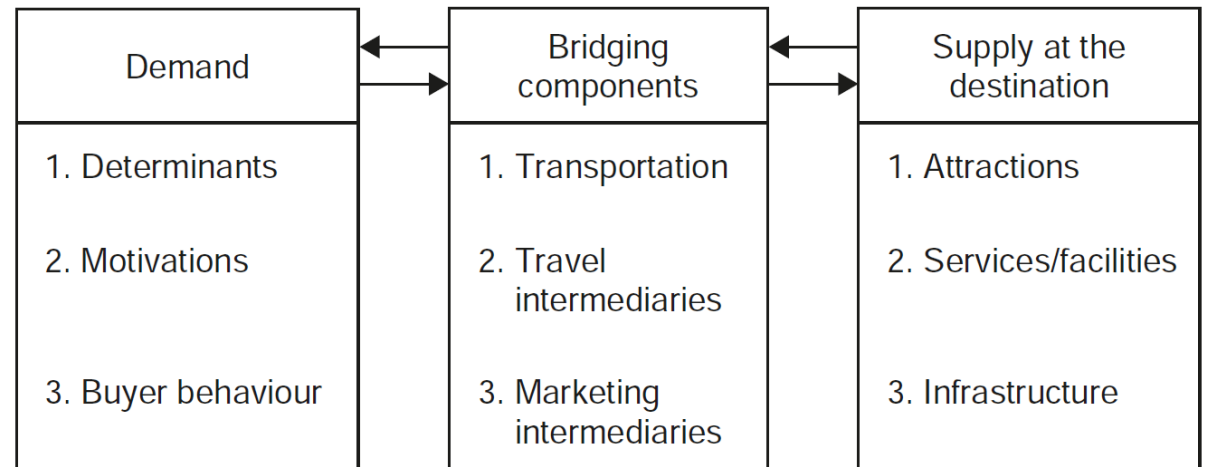 Demand
Bridging
components
Supply at the
destination
1. Determinants
2. Motivations
3. Buyer behaviour
1. Transportation
2. Travel
intermediaries
3. Marketing
intermediaries
1. Attractions
2. Services/facilities
3. Infrastructure